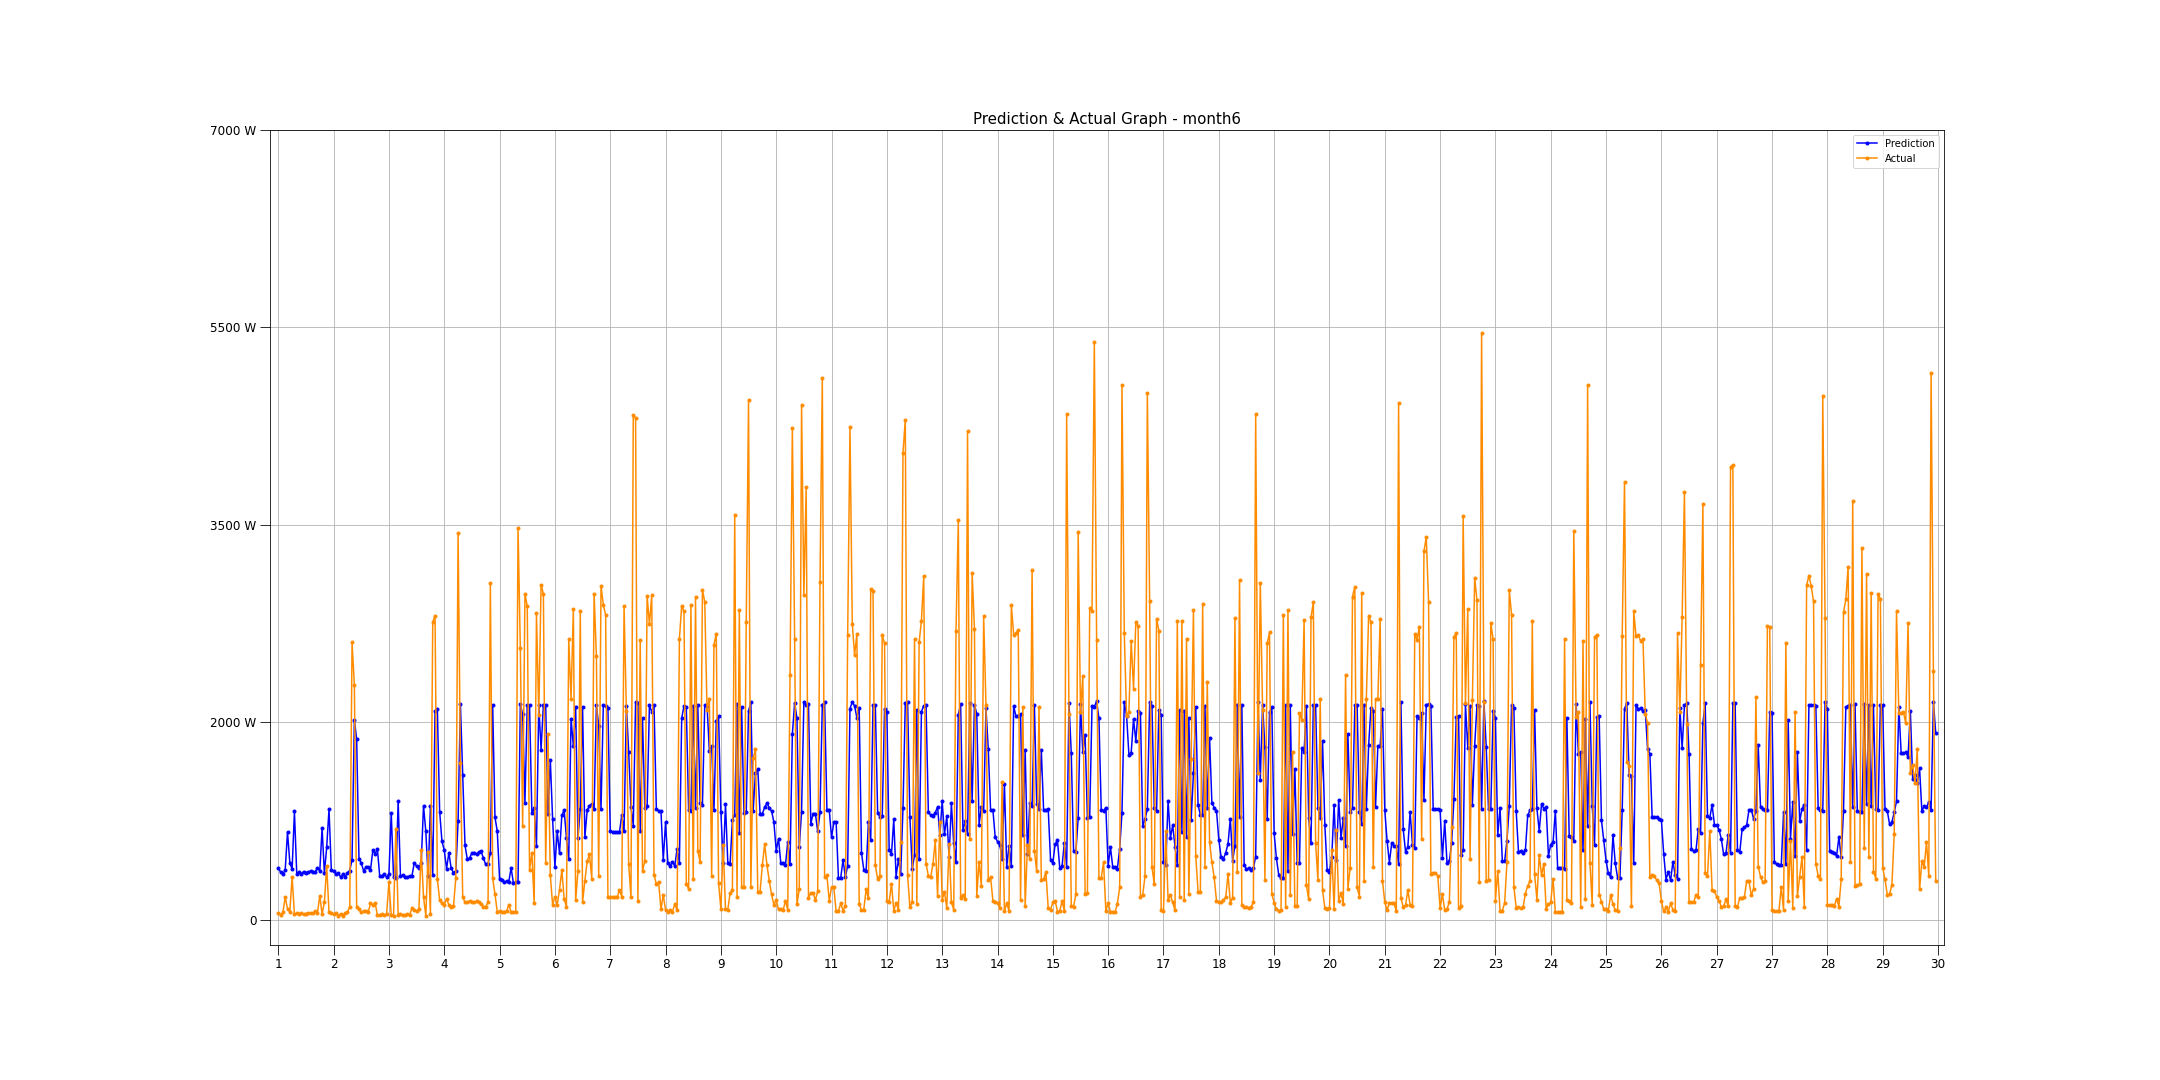 Prediction & Actual Graph - month6
7000 W
5500 W
3500 W
2000 W
0
Prediction
Actual
1 2 3 4 5 6 7 8 9 10 11 12 13 14 15 16 17 18 19 20 21 22 23 24 25 26 27 27 28 29 30